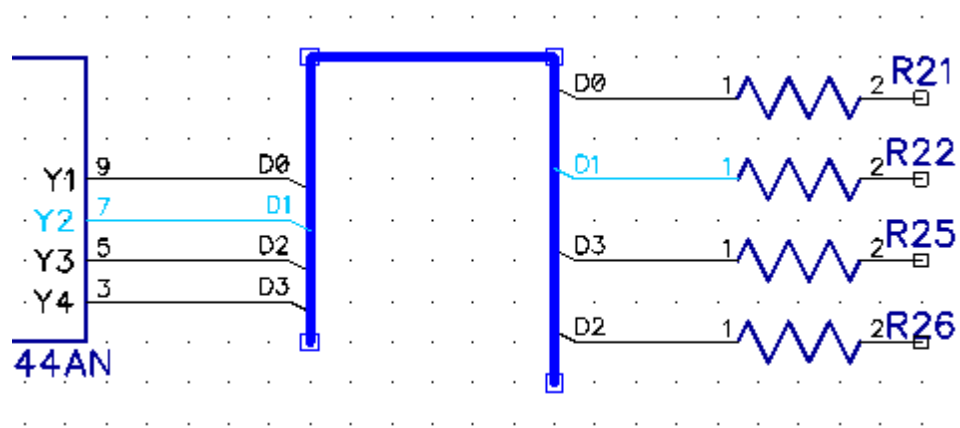 D0 1 2 R21
Y1 9 D0 D1 1 2 R22
Y2 7 D1
Y3 5 D2 D3 1 2 R25
Y4 3 D3
D2 1 2 R26
44AN